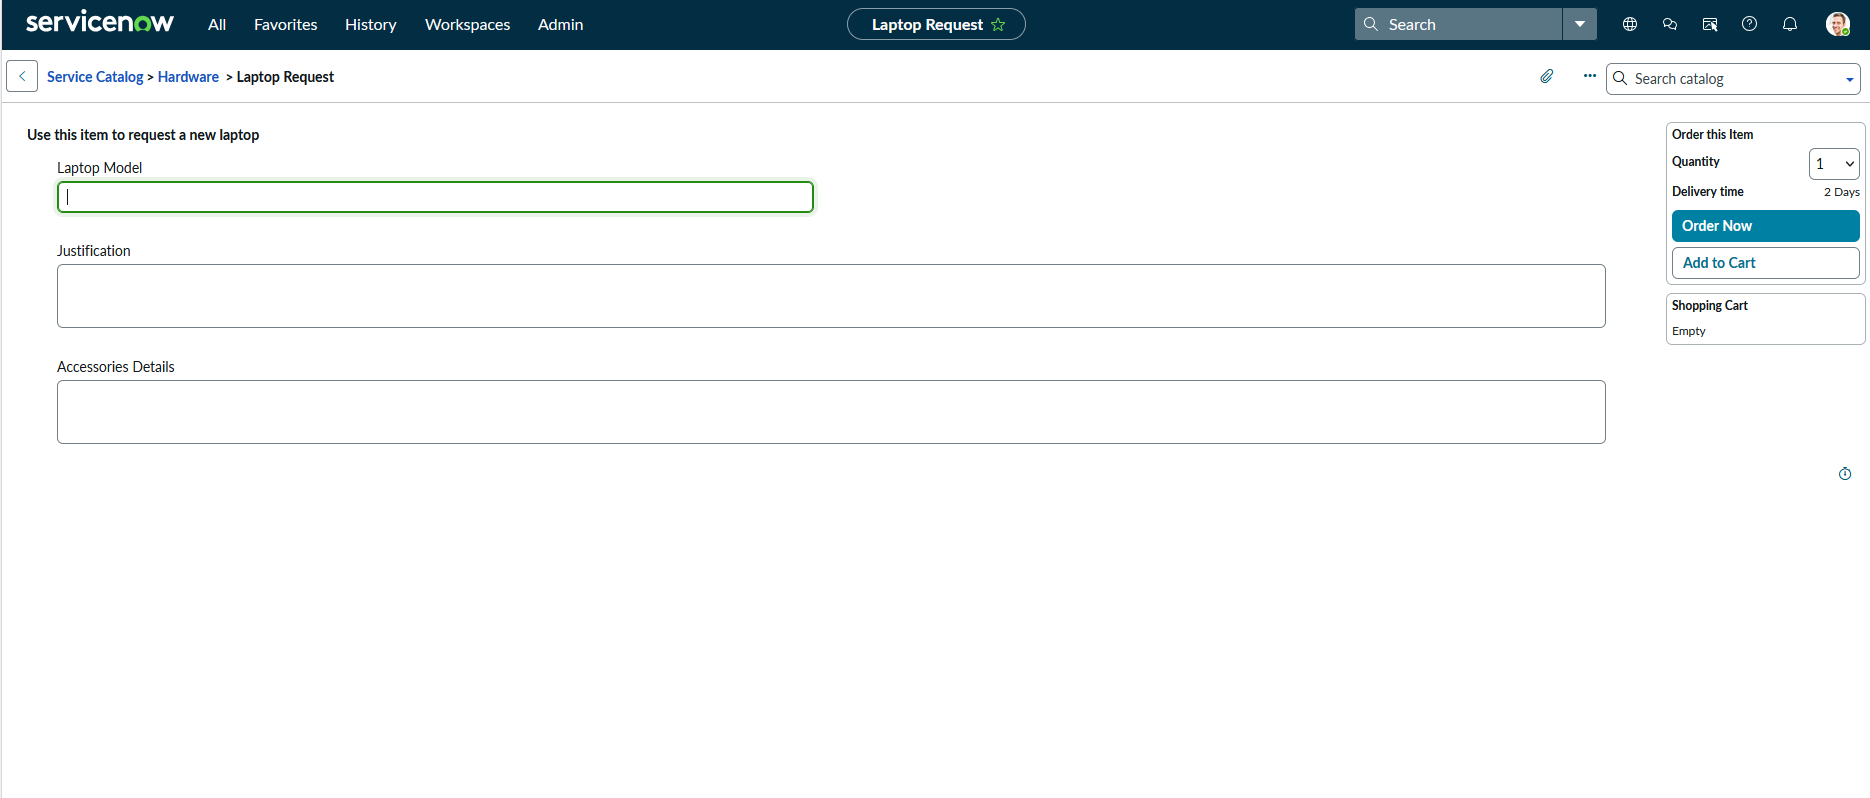 servicenow All Favorites History Workspaces Admin Laptop Request Search
Service Catalog > Hardware > Laptop Request Search catalog
Use this item to request a new laptop
Laptop Model
Justification
Accessories Details
Order this Item
Quantity 1
Delivery time 2 Days
Order Now
Add to Cart
Shopping Cart
Empty